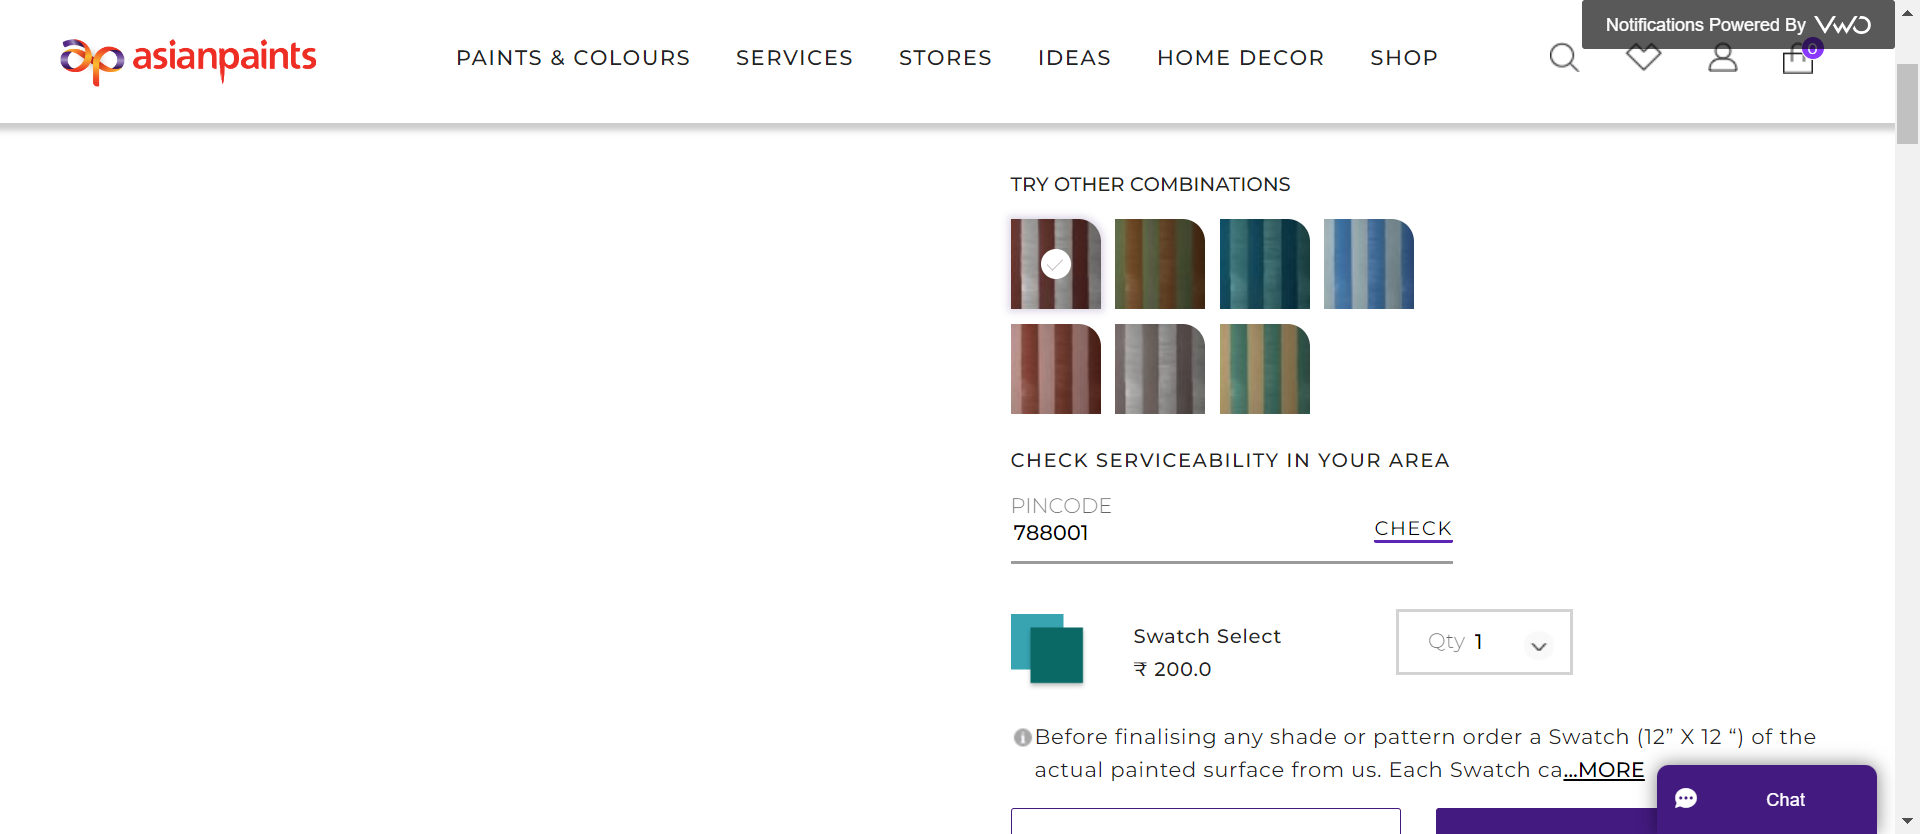 Notifications Powered By VWO
asianpaints
PAINTS & COLOURS SERVICES STORES IDEAS HOME DECOR SHOP
0
TRY OTHER COMBINATIONS
CHECK SERVICEABILITY IN YOUR AREA
PINCODE
788001
CHECK
Swatch Select
₹ 200.0
Qty 1
Before finalising any shade or pattern order a Swatch (12” X 12 “) of the
actual painted surface from us. Each Swatch ca...MORE
Chat